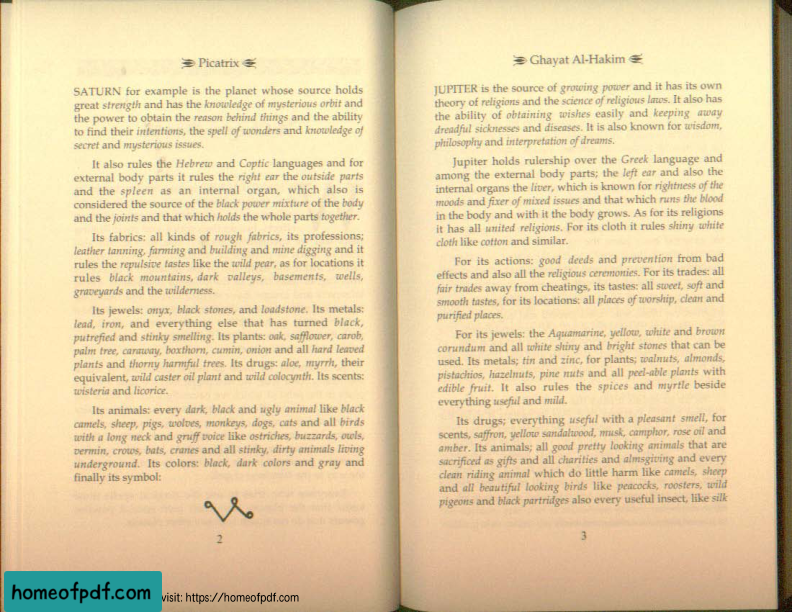 Picatrix
SATURN for example is the planet whose source holds
great strength and has the knowledge of mysterious orbit and
the power to obtain the reason behind things and the ability
to find their intentions, the spell of wonders and knowledge of
secret and mysterious issues.
It also rules the Hebrew and Coptic languages and for
external body parts it rules the right ear the outside parts
and the spleen as an internal organ, which also is
considered the source of the black power mixture of the body
and the joints and that which holds the whole parts together.
Its fabrics: all kinds of rough fabrics, its professions;
leather tanning, farming and building and mine digging and it
rules the repulsive tastes like the wild pear, as for locations it
rules black mountains, dark valleys, basements, wells,
graveyards and the wilderness.
Its jewels: onyx, black stones, and loadstone. Its metals:
lead, iron, and everything else that has turned black,
putrefied and stinky smelling. Its plants: oak, safflower, carob,
palm tree, caraway, boxthorn, cumin, onion and all hard leaved
plants and thorny harmful trees. Its drugs: aloe, myrrh, their
equivalent, wild caster oil plant and wild colocynth. Its scents:
wisteria and licorice.
Its animals: every dark, black and ugly animal like black
camels, sheep, pigs, wolves, monkeys, dogs, cats and all birds
with a long neck and gruff voice like ostriches, buzzards, owls,
vermin, crows, bats, cranes and all stinky, dirty animals living
underground. Its colors: black, dark colors and gray and
finally its symbol:
2
Ghayat Al-Hakim
JUPITER is the source of growing power and it has its own
theory of religions and the science of religious laws. It also has
the ability of obtaining wishes easily and keeping away
dreadful sicknesses and diseases. It is also known for wisdom,
philosophy and interpretation of dreams.
Jupiter holds rulership over the Greek language and
among the external body parts; the left ear and also the
internal organs the liver, which is known for rightness of the
moods and fixer of mixed issues and that which runs the blood
in the body and with it the body grows. As for its religions
it has all united religions. For its cloth it rules shiny white
cloth like cotton and similar.
For its actions: good deeds and prevention from bad
effects and also all the religious ceremonies. For its trades: all
fair trades away from cheatings, its tastes: all sweet, soft and
smooth tastes, for its locations: all places of worship, clean and
purified places.
For its jewels: the Aquamarine, yellow, white and brown
corundum and all white shiny and bright stones that can be
used. Its metals; tin and zinc, for plants; walnuts, almonds,
pistachios, hazelnuts, pine nuts and all peel-able plants with
edible fruit. It also rules the spices and myrtle beside
everything useful and mild.
Its drugs; everything useful with a pleasant smell, for
scents, saffron, yellow sandalwood, musk, camphor, rose oil and
amber. Its animals; all good pretty looking animals that are
sacrificed as gifts and all charities and almsgiving and every
clean riding animal which do little harm like camels, sheep
and all beautiful looking birds like peacocks, roosters, wild
pigeons and black partridges also every useful insect, like silk
3
homeofpdf.com
visit: https://homeofpdf.com